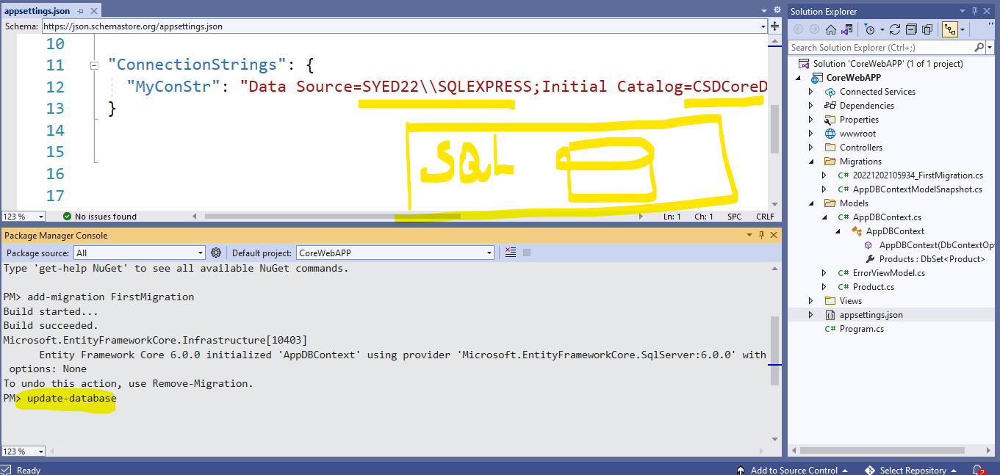 appsettings.json
Schema: https://json.schemastore.org/appsettings.json
10
11 "ConnectionStrings": {
12 "MyConStr": "Data Source=SYED22\\SQLEXPRESS;Initial Catalog=CSDCoreD
13 }
14
15
16
17
SQL
123 % No issues found Ln: 1 Ch: 1 SPC CRLF
Package Manager Console
Package source: All Default project: CoreWebAPP
Type 'get-help NuGet' to see all available NuGet commands.
PM> add-migration FirstMigration
Build started...
Build succeeded.
Microsoft.EntityFrameworkCore.Infrastructure[10403]
Entity Framework Core 6.0.0 initialized 'AppDBContext' using provider 'Microsoft.EntityFrameworkCore.SqlServer:6.0.0' with
options: None
To undo this action, use Remove-Migration.
PM> update-database
123 %
Solution Explorer
Search Solution Explorer (Ctrl+;)
Solution 'CoreWebAPP' (1 of 1 project)
CoreWebAPP
Connected Services
Dependencies
Properties
wwwroot
Controllers
Migrations
C# 20221202105934_FirstMigration.cs
C# AppDBContextModelSnapshot.cs
Models
C# AppDBContext.cs
AppDBContext
AppDBContext(DbContextOpt
Products : DbSet<Product>
C# ErrorViewModel.cs
C# Product.cs
Views
appsettings.json
C# Program.cs
Ready Add to Source Control Select Repository 2